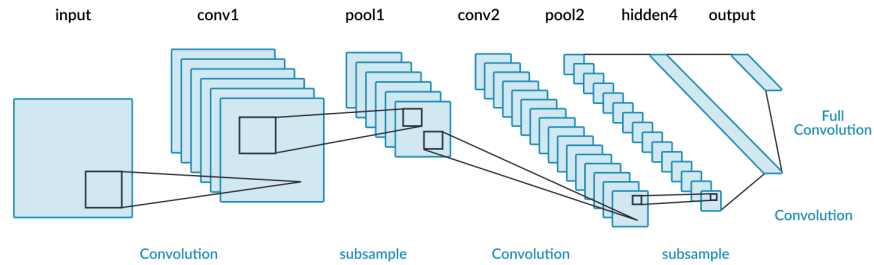 input
conv1
pool1
conv2
pool2
hidden4
output
Full
Convolution
Convolution
Convolution
subsample
Convolution
subsample